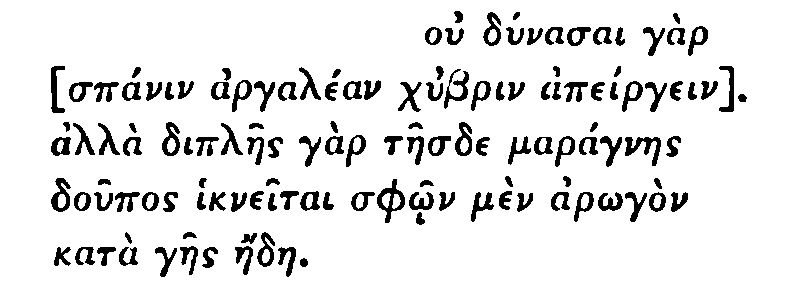 οὐ δύνασαι γὰρ
[σπάνιν ἀργαλέαν χὔβριν ἀπείργειν].
ἀλλὰ διπλῆς γὰρ τῆσδε μαράγνης
δοῦπος ἱκνεῖται σφῷν μὲν ἀρωγὸν
κατὰ γῆς ἤδη.